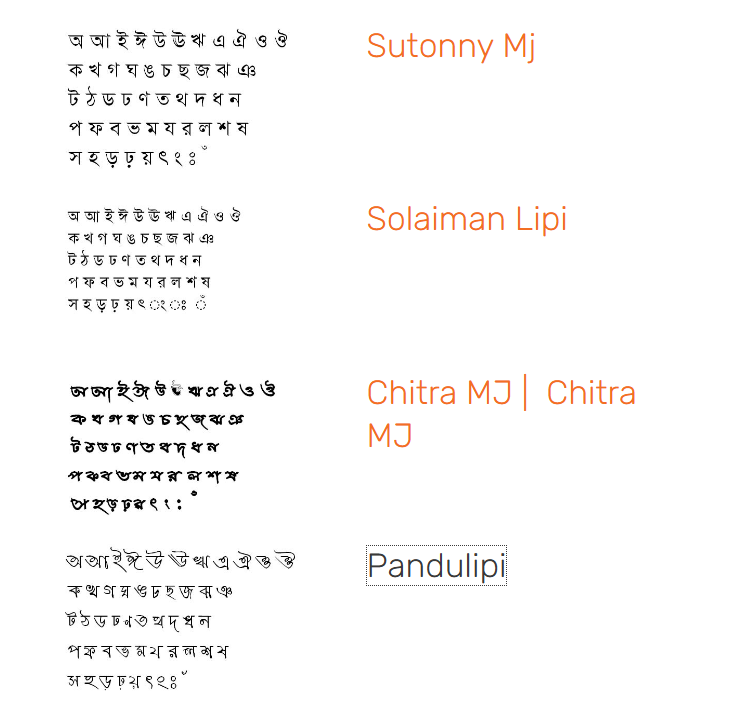 অ আ ই ঈ উ ঊ ঋ এ ঐ ও ঔ
ক খ গ ঘ ঙ চ ছ জ ঝ ঞ
ট ঠ ড ঢ ণ ত থ দ ধ ন
প ফ ব ভ ম য র ল শ ষ
স হ ড় ঢ় য় ৎ ং ঃ ঁ
Sutonny Mj
অ আ ই ঈ উ ঊ ঋ এ ঐ ও ঔ
ক খ গ ঘ ঙ চ ছ জ ঝ ঞ
ট ঠ ড ঢ ণ ত থ দ ধ ন
প ফ ব ভ ম য র ল শ ষ
স হ ড় ঢ় য় ৎ ং ঃ ঁ
Solaiman Lipi
অ আ ই ঈ উ ঊ ঋ এ ঐ ও ঔ
ক খ গ ঘ ঙ চ ছ জ ঝ ঞ
ট ঠ ড ঢ ণ ত থ দ ধ ন
প ফ ব ভ ম য র ল শ ষ
স হ ড় ঢ় য় ৎ ং ঃ ঁ
Chitra MJ | Chitra
MJ
অ আ ই ঈ উ ঊ ঋ এ ঐ ও ঔ
ক খ গ ঘ ঙ চ ছ জ ঝ ঞ
ট ঠ ড ঢ ণ ত থ দ ধ ন
প ফ ব ভ ম য র ল শ ষ
স হ ড় ঢ় য় ৎ ং ঃ ঁ
Pandulipi